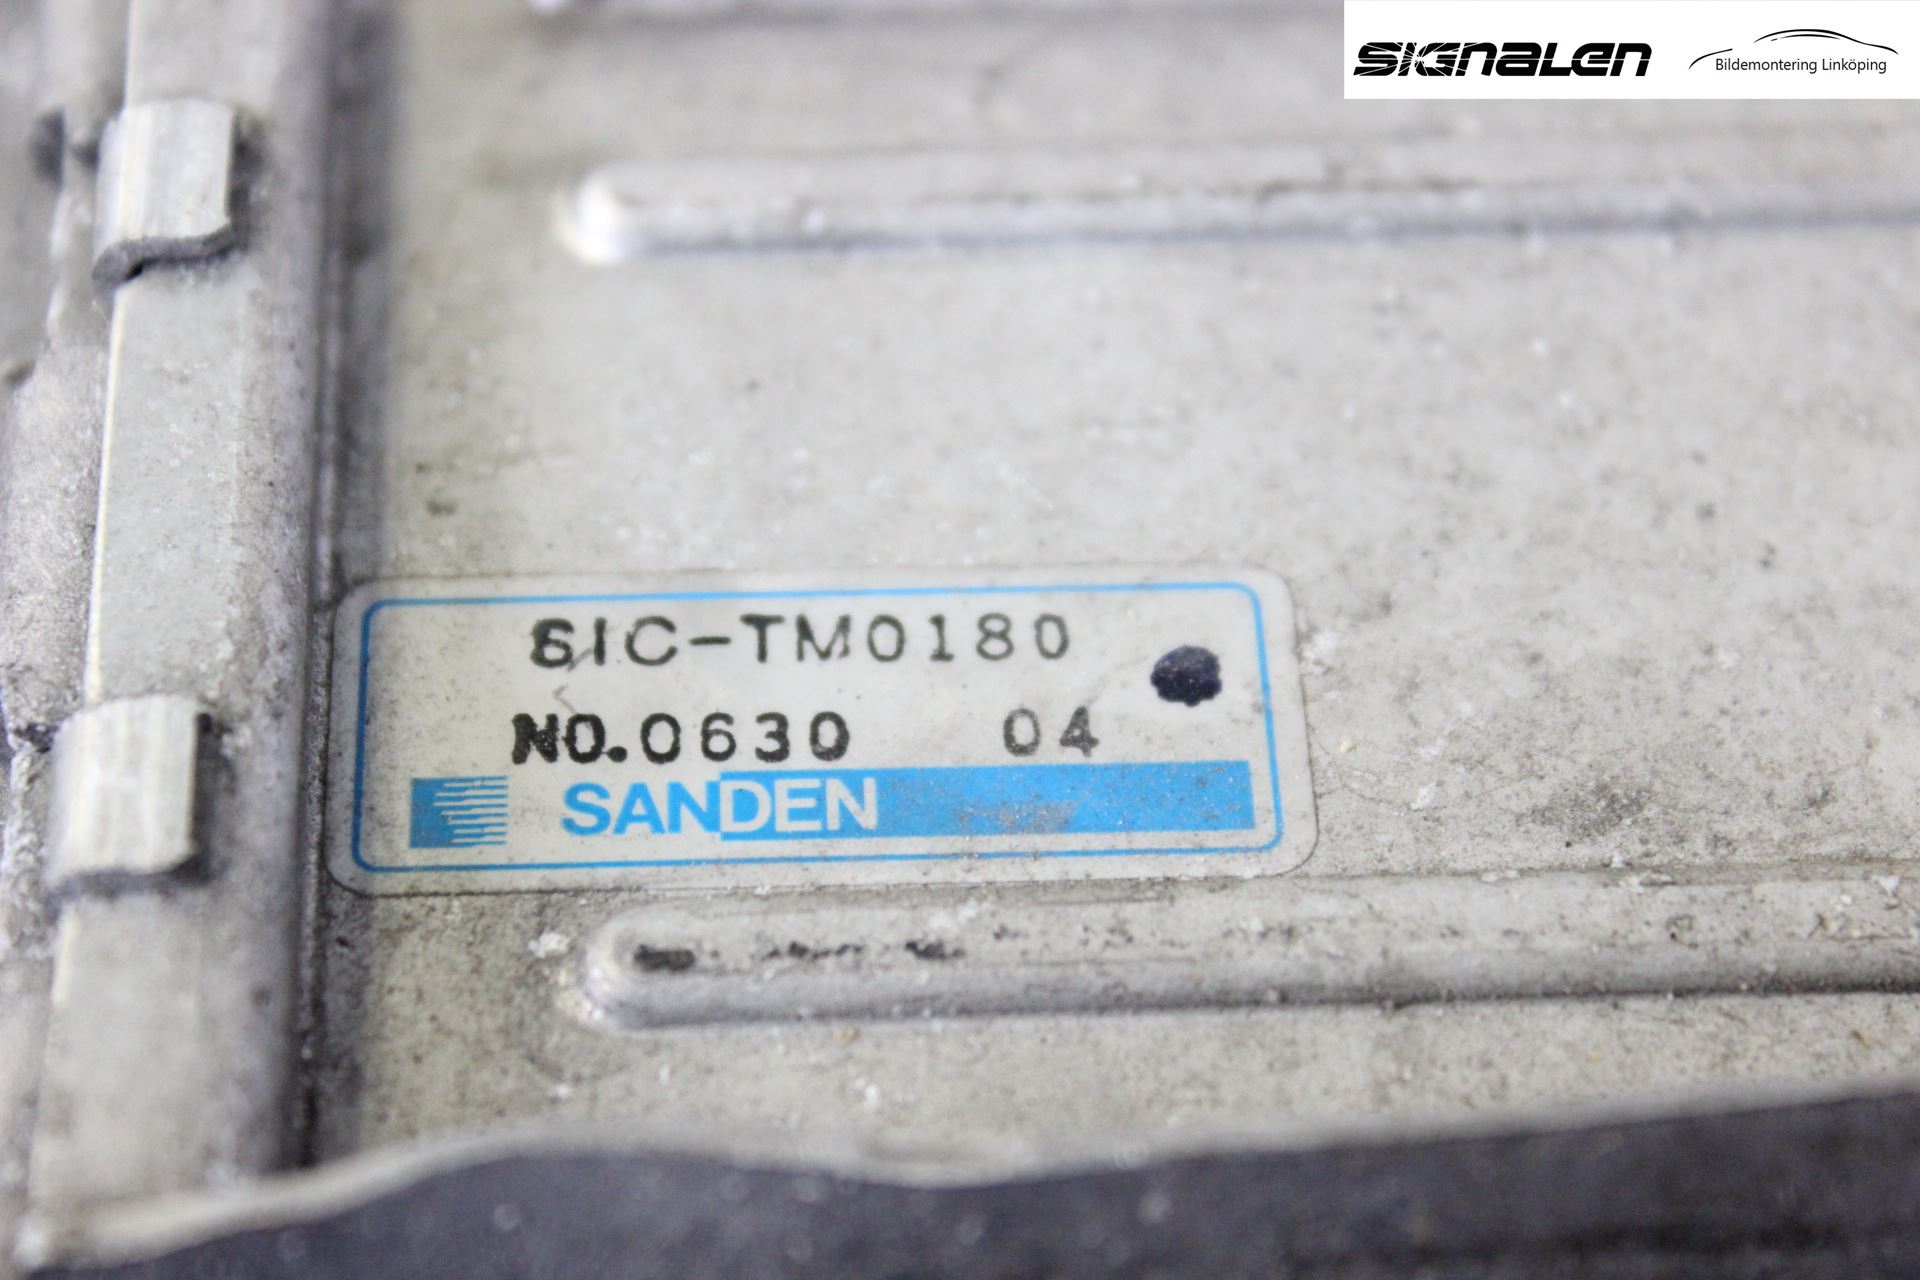 SIGNALEN
Bildemontering Linköping
SIC-TM0180
NO.0630 04
SANDEN